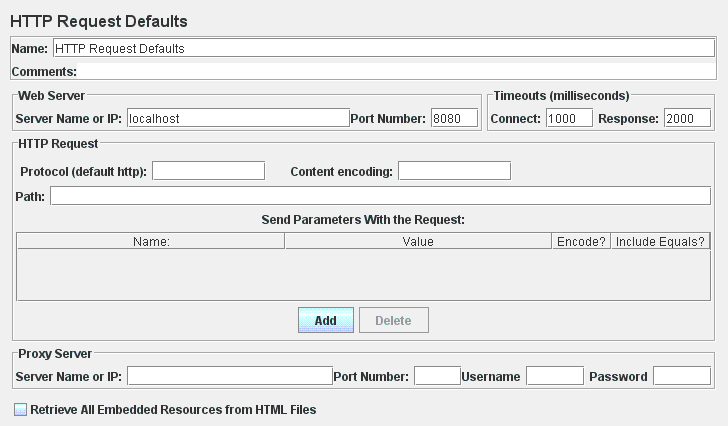 HTTP Request Defaults
Name: HTTP Request Defaults
Comments:
Web Server
Timeouts (milliseconds)
Server Name or IP: localhost Port Number: 8080
Connect: 1000 Response: 2000
HTTP Request
Protocol (default http): Content encoding:
Path:
Send Parameters With the Request:
Name: Value Encode? Include Equals?
Add Delete
Proxy Server
Server Name or IP: Port Number: Username Password
Retrieve All Embedded Resources from HTML Files